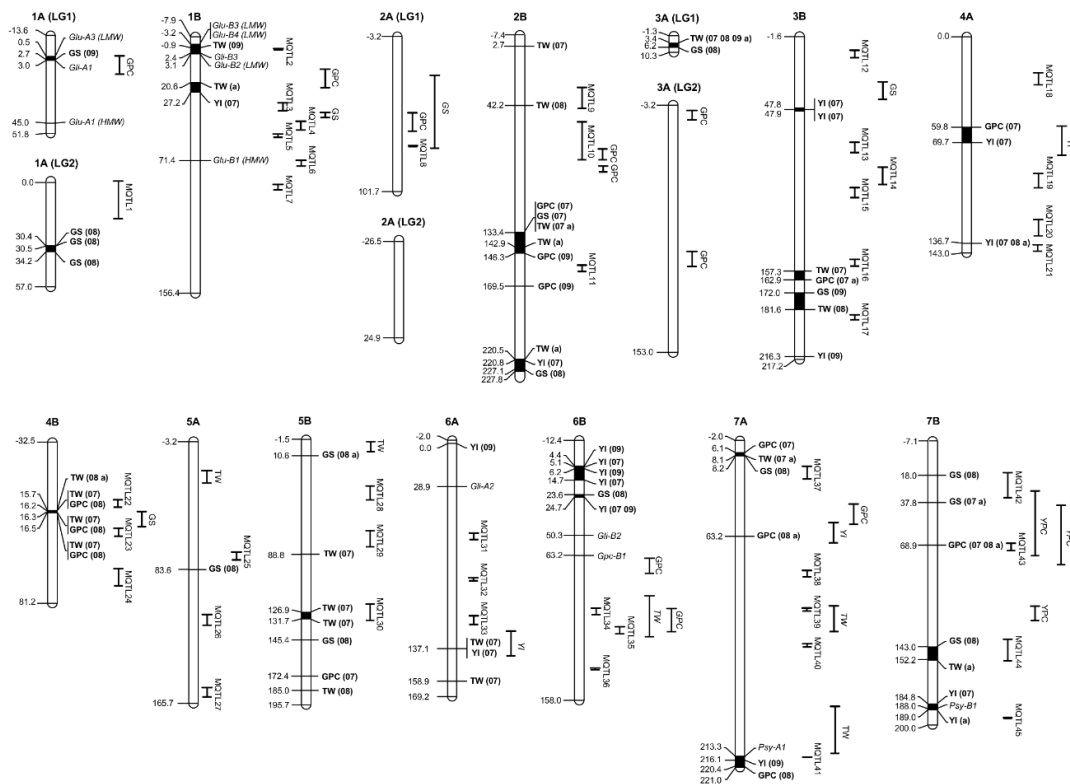 1A (LG1)
-13.6
0.5
2.7
3.0
45.0
51.8
Glu-A3 (LMW)
GS (09)
Gli-A1
Glu-A1 (HMW)
GPC
1A (LG2)
0.0
30.4
30.5
34.2
57.0
GS (08)
GS (08)
GS (08)
MQTL1
1B
-7.9
-3.2
-0.9
2.4
3.1
20.6
27.2
71.4
156.4
Glu-B3 (LMW)
Glu-B4 (LMW)
TW (09)
Gli-B3
Glu-B2 (LMW)
TW (a)
YI (07)
Glu-B1 (HMW)
MQTL2
GPC
MQTL3
MQTL4
GS
MQTL5
MQTL6
MQTL7
2A (LG1)
-3.2
101.7
GS
GPC
MQTL8
2A (LG2)
-26.5
24.9
2B
-7.4
2.7
42.2
133.4
142.9
146.3
169.5
220.5
220.8
227.1
227.8
TW (07)
TW (08)
GPC (07)
GS (07)
TW (07 a)
TW (a)
GPC (09)
GPC (09)
TW (a)
YI (07)
GS (08)
MQTL9
MQTL10
GPC
GPC
MQTL11
3A (LG1)
-1.3
3.4
6.2
10.3
TW (07 08 09 a)
GS (08)
3A (LG2)
-3.2
153.0
GPC
GPC
3B
-1.6
47.8
47.9
157.3
162.9
172.0
181.6
216.3
217.2
YI (07)
YI (07)
TW (07)
GPC (07 a)
GS (09)
TW (08)
YI (09)
MQTL12
GS
MQTL13
MQTL14
MQTL15
MQTL16
MQTL17
4A
0.0
59.8
69.7
136.7
143.0
GPC (07)
YI (07)
YI (07 08 a)
MQTL18
MQTL19
MQTL20
MQTL21
4B
-32.5
15.7
16.2
16.3
16.5
81.2
TW (08 a)
TW (07)
GPC (08)
TW (07)
GPC (08)
TW (07)
GPC (08)
MQTL22
GS
MQTL23
MQTL24
5A
-3.2
83.6
165.7
GS (08)
TW
MQTL25
MQTL26
MQTL27
5B
-1.5
10.6
88.8
126.9
131.7
145.4
172.4
185.0
195.7
GS (08 a)
TW (07)
TW (07)
TW (07)
GS (08)
GPC (07)
TW (08)
TW
MQTL28
MQTL29
MQTL30
6A
-2.0
0.0
28.9
137.1
158.9
169.2
YI (09)
Gli-A2
TW (07)
YI (07)
TW (07)
MQTL31
MQTL32
MQTL33
YI
6B
-12.4
4.4
5.1
6.2
14.7
23.6
24.7
50.3
63.2
158.0
YI (09)
YI (07)
YI (09)
YI (07)
GS (08)
YI (07 09)
Gli-B2
Gpc-B1
GPC
MQTL34
MQTL35
TW
GPC
MQTL36
7A
-2.0
6.1
8.1
8.2
63.2
213.3
216.1
220.4
221.0
GPC (07)
TW (07 a)
GS (08)
GPC (08 a)
Psy-A1
YI (09)
GPC (08)
MQTL37
GPC
YI
MQTL38
MQTL39
TW
MQTL40
TW
MQTL41
7B
-7.1
18.0
37.8
68.9
143.0
152.2
184.8
188.0
189.0
200.0
GS (08)
GS (07 a)
GPC (07 08 a)
GS (08)
TW (a)
YI (07)
Psy-B1
YI (a)
MQTL42
YPC
YPC
MQTL43
YPC
MQTL44
MQTL45